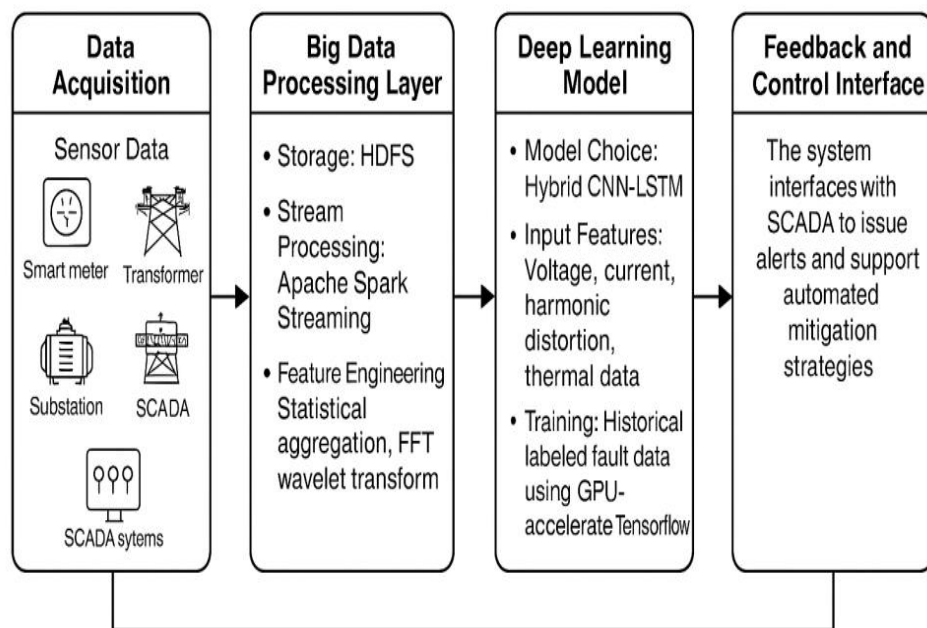 Data
Acquisition
Sensor Data
Smart meter
Transformer
Substation
SCADA
SCADA sytems
Big Data
Processing Layer
• Storage: HDFS
• Stream
Processing:
Apache Spark
Streaming
• Feature Engineering
Statistical
aggregation, FFT
wavelet transform
Deep Learning
Model
• Model Choice:
Hybrid CNN-LSTM
• Input Features:
Voltage, current,
harmonic
distortion,
thermal data
• Training: Historical
labeled fault data
using GPU-
accelerate Tensorflow
Feedback and
Control Interface
The system
interfaces with
SCADA to issue
alerts and support
automated
mitigation
strategies